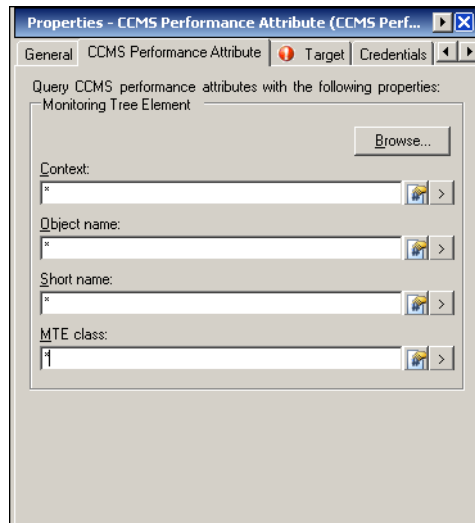 Properties - CCMS Performance Attribute (CCMS Perf...
General CCMS Performance Attribute Target Credentials
Query CCMS performance attributes with the following properties:
Monitoring Tree Element
Browse...
Context:
*
>
Object name:
*
>
Short name:
*
>
MTE class:
*
>